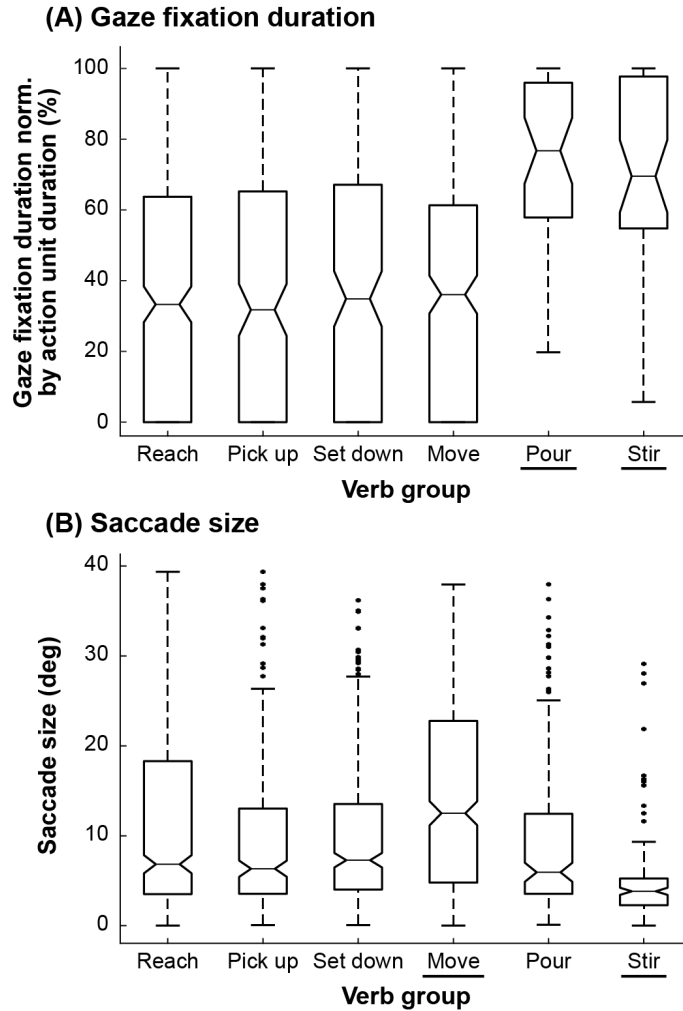 (A) Gaze fixation duration
Gaze fixation duration norm.
by action unit duration (%)
100
80
60
40
20
0
Reach Pick up Set down Move Pour Stir
Verb group
(B) Saccade size
Saccade size (deg)
40
30
20
10
0
Reach Pick up Set down Move Pour Stir
Verb group